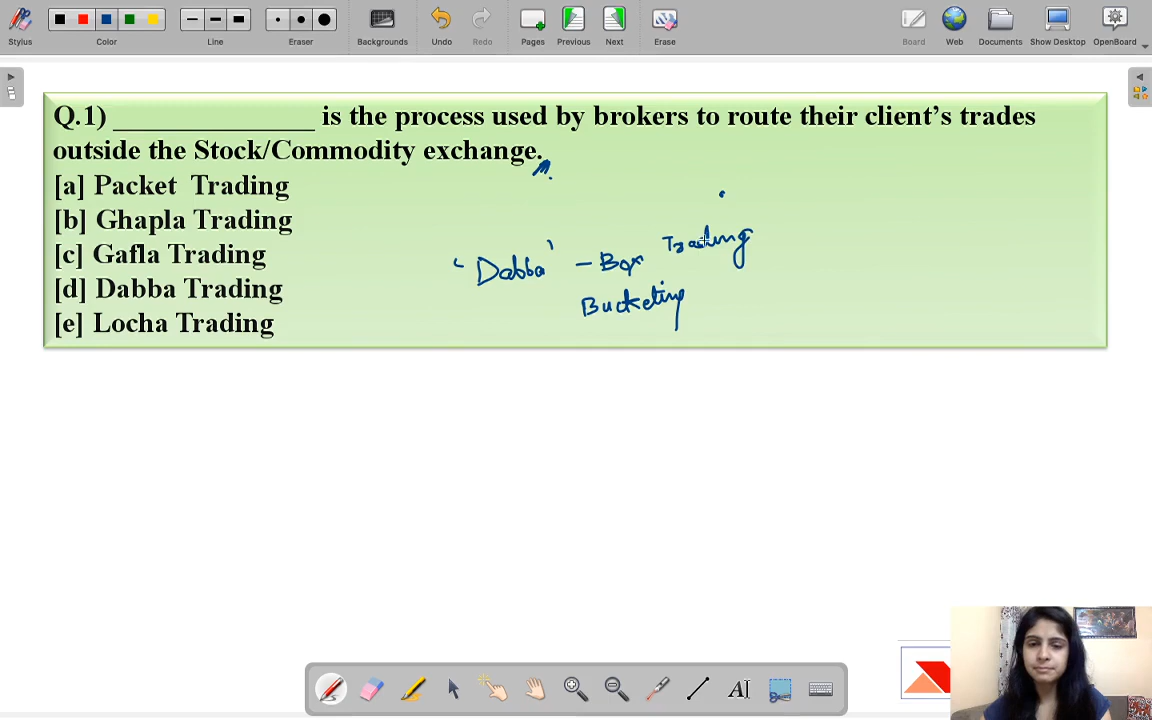 Stylus Color Line Eraser Backgrounds Undo Redo Pages Previous Next Erase Board Web Documents Show Desktop OpenBoard
Q.1) _______________ is the process used by brokers to route their client’s trades
outside the Stock/Commodity exchange.
[a] Packet Trading
[b] Ghapla Trading
[c] Gafla Trading
[d] Dabba Trading
[e] Locha Trading
‘Dabba’ – Box Trading
Bucketing